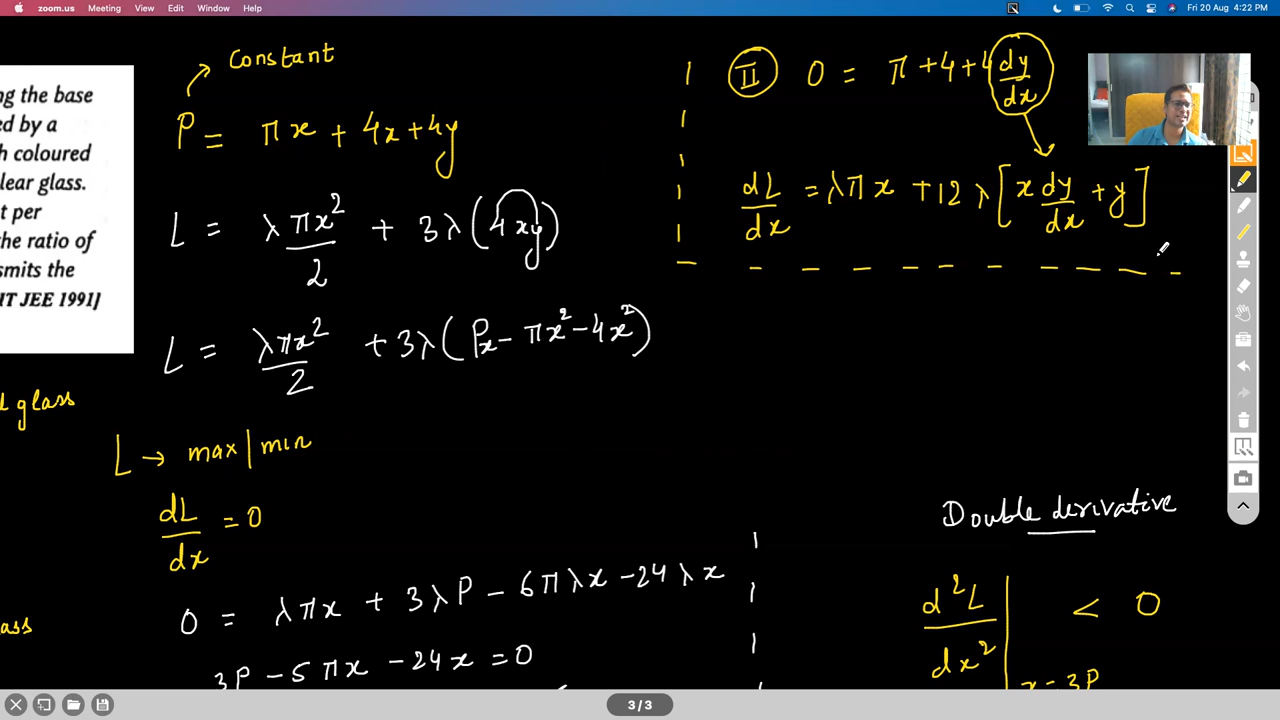 zoom.us Meeting View Edit Window Help Fri 20 Aug 4:22 PM
ng the base
ed by a
h coloured
lear glass.
t per
the ratio of
smits the
IT JEE 1991]
Constant
P = πx + 4x + 4y
L = λπx²/2 + 3λ(4xy)
L = λπx²/2 + 3λ(Px - πx² - 4x²)
d glass
L → max|min
dL/dx = 0
ass
0 = λπx + 3λP - 6πλx - 24λx
3P - 5πx - 24x = 0
II 0 = π + 4 + 4 dy/dx
dL/dx = λπx + 12λ[x dy/dx + y]
Double derivative
d²L/dx² | < 0
x = 3P
3/3